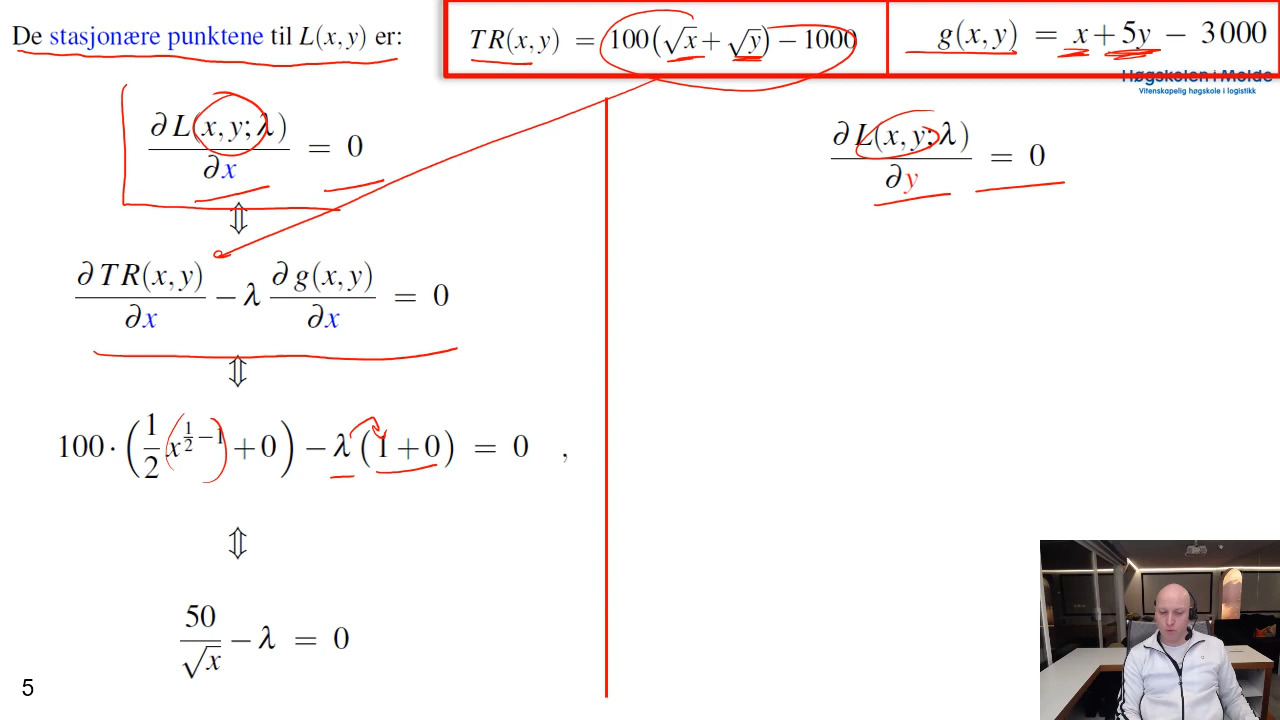 De stasjonære punktene til L(x, y) er:
TR(x, y) = 100(√x + √y) − 1000
g(x, y) = x + 5y − 3000
Høgskolen i Molde
Vitenskapelig høgskole i logistikk
∂L(x, y; λ)/∂x = 0
⇕
∂TR(x, y)/∂x − λ ∂g(x, y)/∂x = 0
⇕
100 · (1/2 x^(1/2 − 1) + 0) − λ(1 + 0) = 0 ,
⇕
50/√x − λ = 0
∂L(x, y; λ)/∂y = 0
5